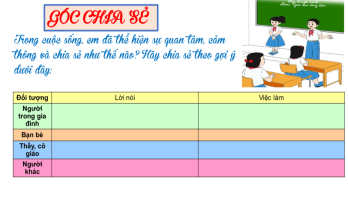 GÓC CHIA SẺ
Trong cuộc sống, em đã thể hiện sự quan tâm, cảm
thông và chia sẻ như thế nào? Hãy chia sẻ theo gợi ý
dưới đây:
Đối tượng Lời nói Việc làm
Người
trong gia
đình
Bạn bè
Thầy, cô
giáo
Người
khác